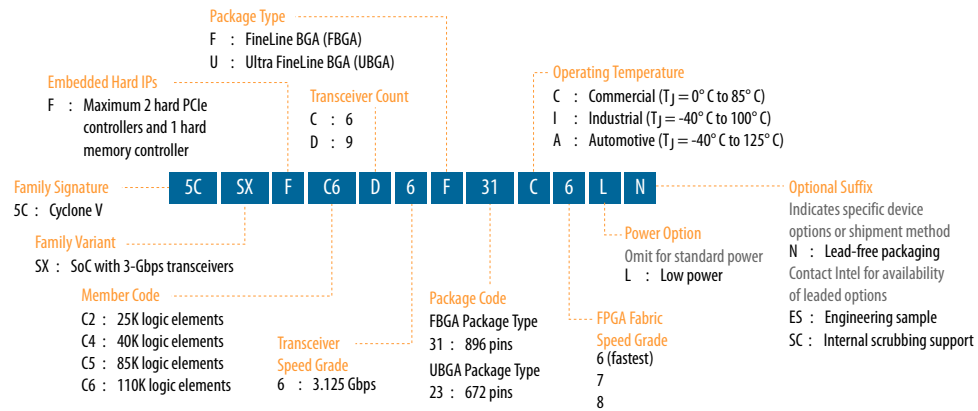 Package Type
F : FineLine BGA (FBGA)
U : Ultra FineLine BGA (UBGA)
Embedded Hard IPs
F : Maximum 2 hard PCIe
controllers and 1 hard
memory controller
Transceiver Count
C : 6
D : 9
Operating Temperature
C : Commercial (TJ = 0° C to 85° C)
I : Industrial (TJ = -40° C to 100° C)
A : Automotive (TJ = -40° C to 125° C)
5C SX F C6 D 6 F 31 C 6 L N
Family Signature
5C : Cyclone V
Family Variant
SX : SoC with 3-Gbps transceivers
Member Code
C2 : 25K logic elements
C4 : 40K logic elements
C5 : 85K logic elements
C6 : 110K logic elements
Transceiver
Speed Grade
6 : 3.125 Gbps
Package Code
FBGA Package Type
31 : 896 pins
UBGA Package Type
23 : 672 pins
FPGA Fabric
Speed Grade
6 (fastest)
7
8
Power Option
Omit for standard power
L : Low power
Optional Suffix
Indicates specific device
options or shipment method
N : Lead-free packaging
Contact Intel for availability
of leaded options
ES : Engineering sample
SC : Internal scrubbing support